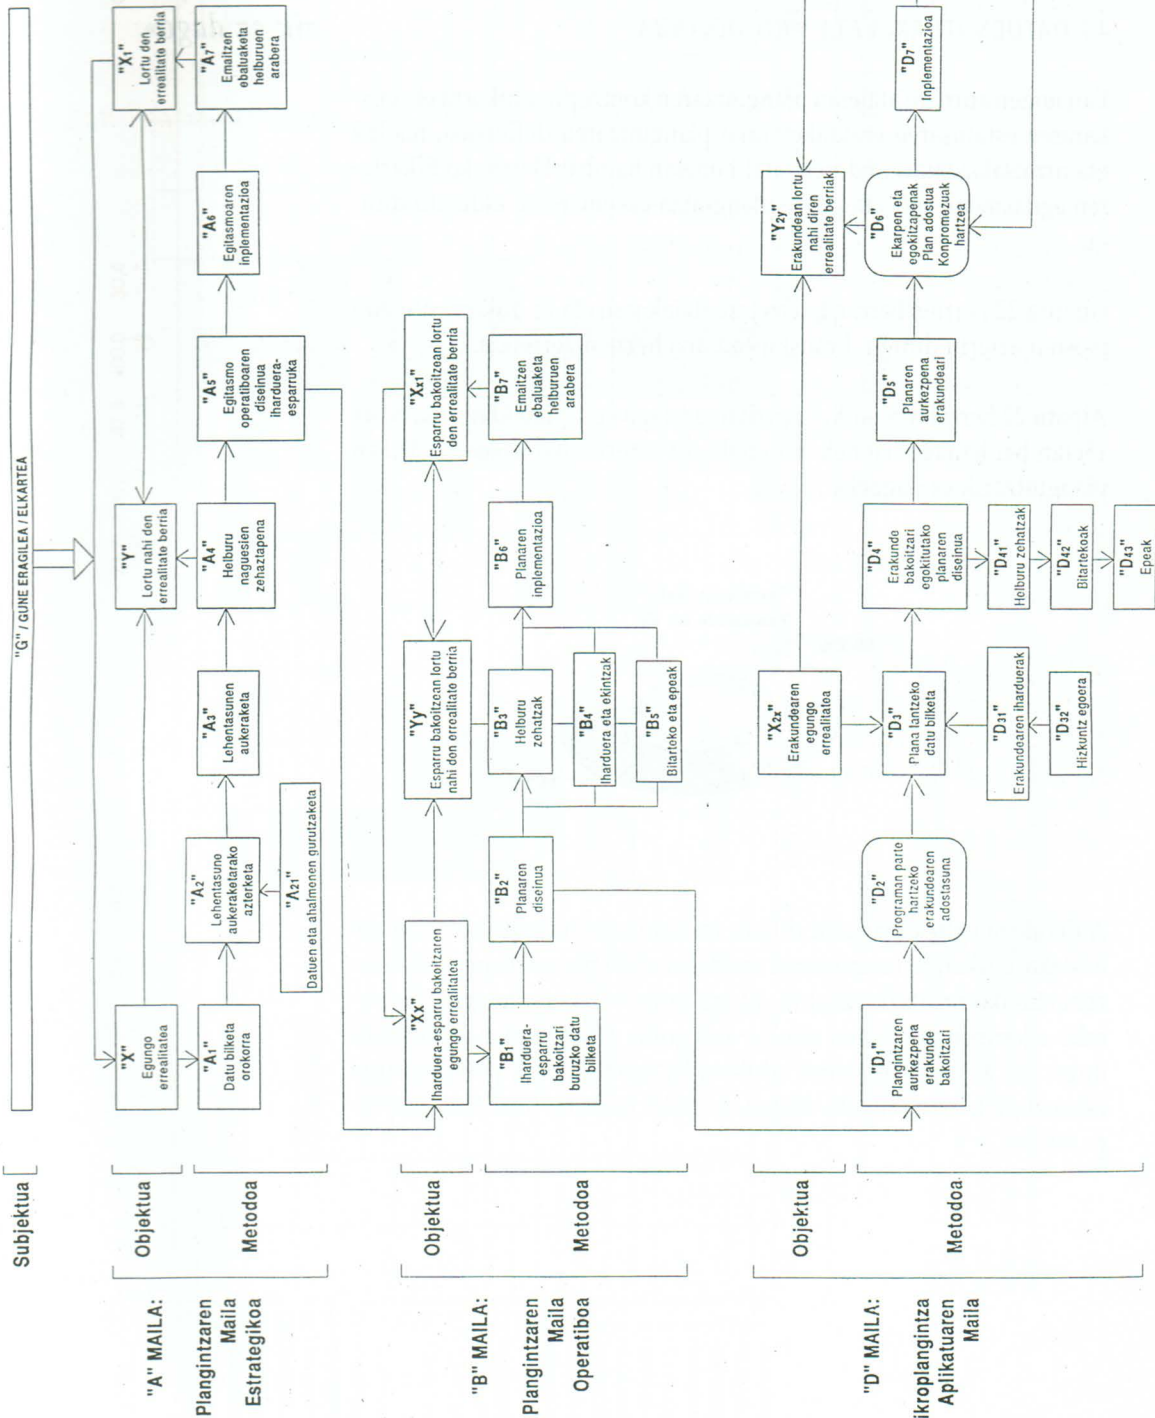 Subjektua
"G" / GUNE ERAGILEA / ELKARTEA
"A" MAILA:
Plangintzaren
Maila
Estrategikoa
Objektua
"X"
Egungo
errealitatea
"Y"
Lortu nahi den
errealitate berria
"X1"
Lortu den
errealitate berria
Metodoa
"A1"
Datu bilketa
orokorra
"A2"
Lehentasuno
aukeraketarako
azterketa
"A21"
Datuen eta ahalmonen gurutzaketa
"A3"
Lehentasunen
aukeraketa
"A4"
Helburu
naguesien
zehaztapena
"A5"
Egitasmo
operatiboaren
diseinua
iharduera-
esparruka
"A6"
Egitasmoaren
inplementazioa
"A7"
Emaitzen
ebaluaketa
helburuen
arabera
"B" MAILA:
Plangintzaren
Maila
Operatiboa
Objektua
"Xx"
Iharduera-esparru bakoitzaren
egungo errealitatea
"Yy"
Esparru bakoitzean lortu
nahi den errealitate berria
"Xx1"
Esparru bakoitzean lortu
den errealitate berria
Metodoa
"B1"
Iharduera-
esparru
bakoitzari
buruzko datu
bilketa
"B2"
Planaren
diseinua
"B3"
Helburu
zehatzak
"B4"
Iharduera eta ekintzak
"B5"
Bitarteko eta epeak
"B6"
Planaren
inplementazioa
"B7"
Emaitzen
ebaluaketa
helburuen
arabera
"D" MAILA:
ikroplangintza
Aplikatuaren
Maila
Objektua
"X2x"
Erakundearen
egungo
errealitatea
"Y2y"
Erakundean lortu
nahi diren
errealitate berriak
Metodoa
"D1"
Plangintzaren
aurkezpena
erakunde
bakoitzari
"D2"
Programan parte
hartzeko
erakundearen
adostasuna
"D3"
Plana lantzeko
datu bilketa
"D31"
Erakundearen iharduerak
"D32"
Hizkuntz egoera
"D4"
Erakunde
bakoitzari
egokitutako
planaren
diseinua
"D41"
Helburu zehatzak
"D42"
Bitartekoak
"D43"
Epeak
"D5"
Planaren
aurkezpena
erakundeari
"D6"
Ekarpen eta
egokitzapenak
Plan adostua
Konpromezuak
hartzea
"D7"
Inplementazioa